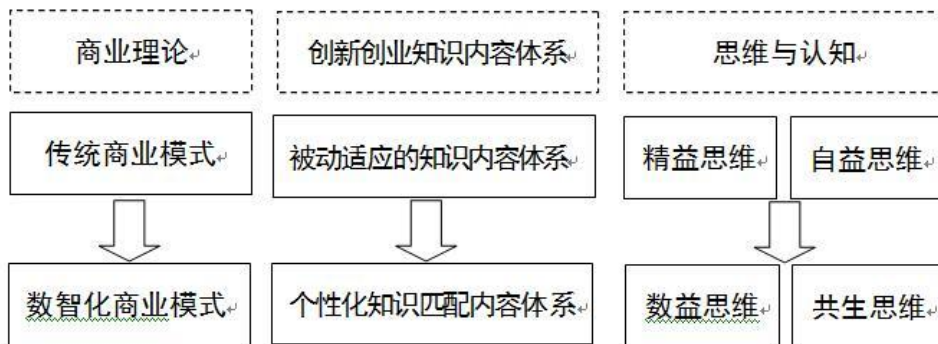 商业理论
创新创业知识内容体系
思维与认知
传统商业模式
被动适应的知识内容体系
精益思维
自益思维
数智化商业模式
个性化知识匹配内容体系
数益思维
共生思维